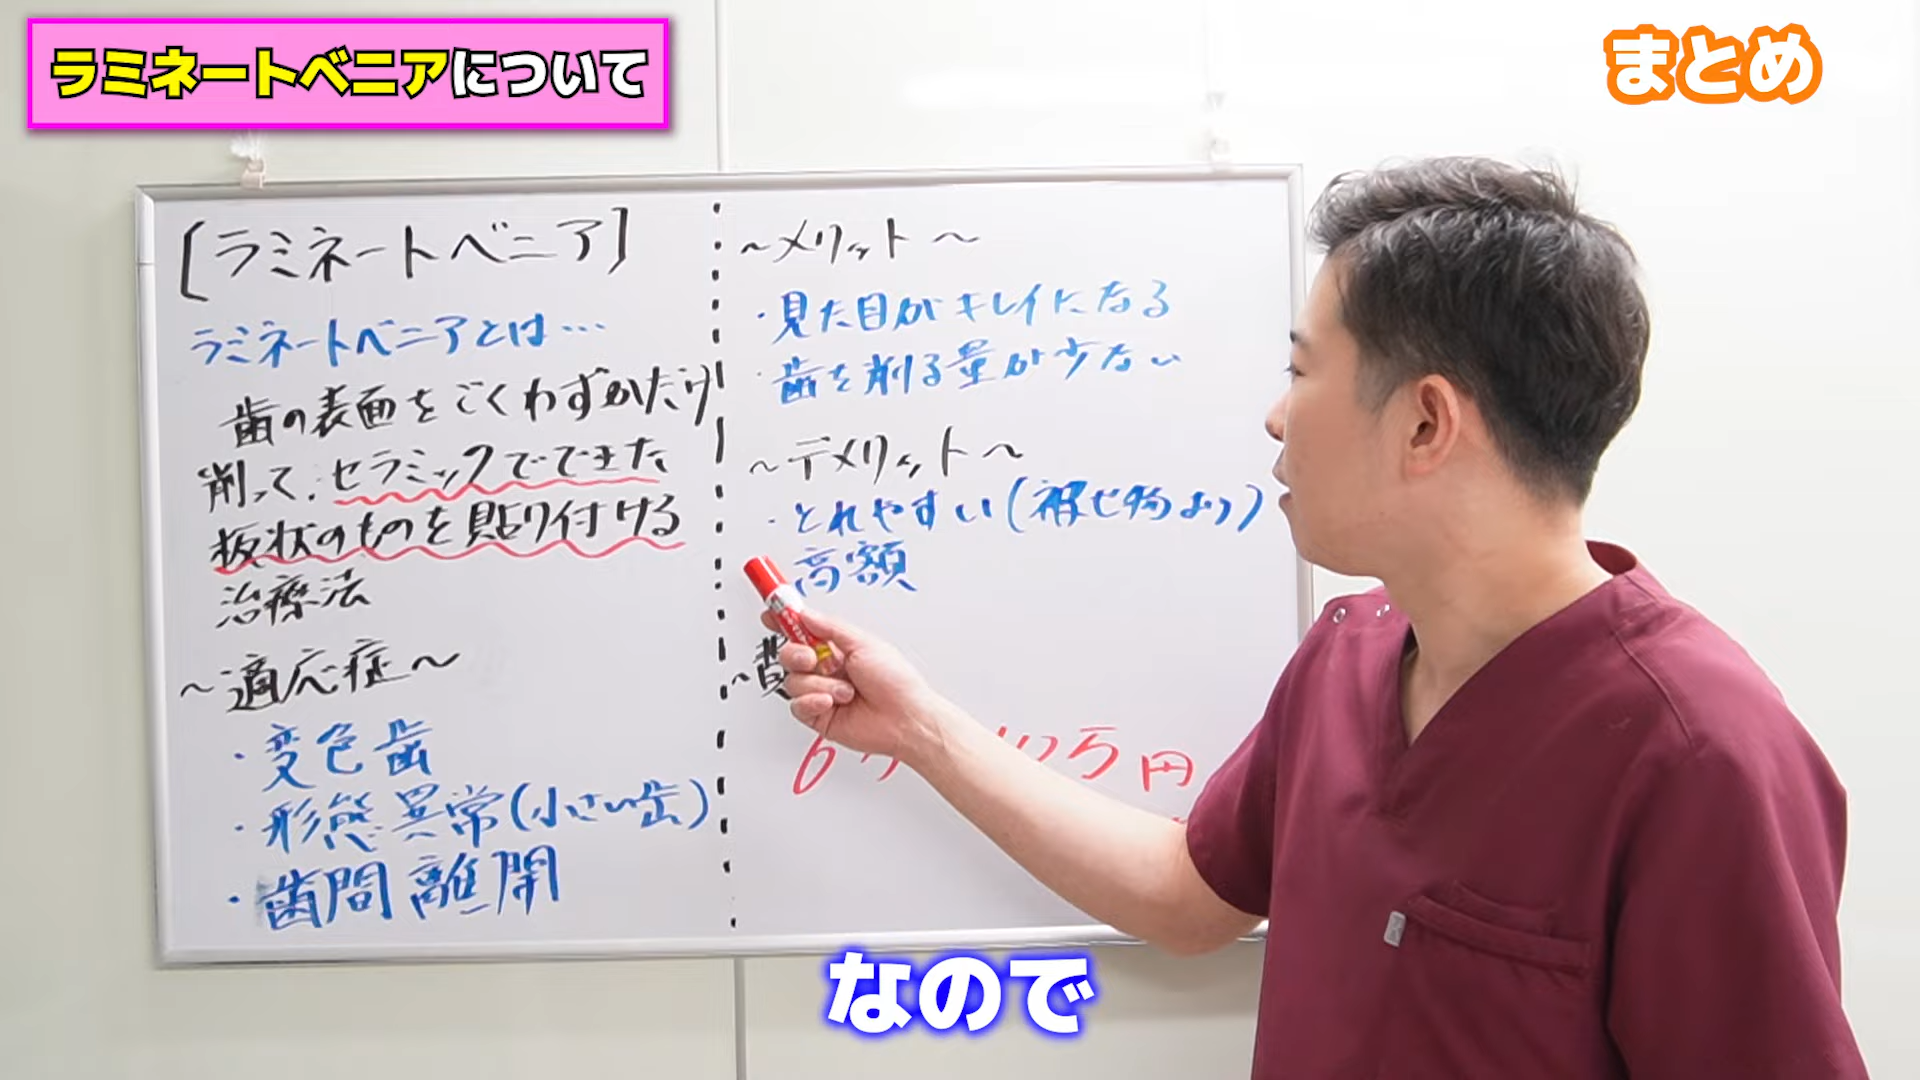 ラミネートベニアについて
まとめ
[ラミネートベニア]
ラミネートベニアとは…
歯の表面をごくわずかだけ
削って、セラミックでできた
板状のものを貼り付ける
治療法
～適応症～
・変色歯
・形態異常(小さい歯)
・歯間離開
～メリット～
・見た目がキレイになる
・歯を削る量が少ない
～デメリット～
・とれやすい(被せ物より)
高額
～費
万円
なので